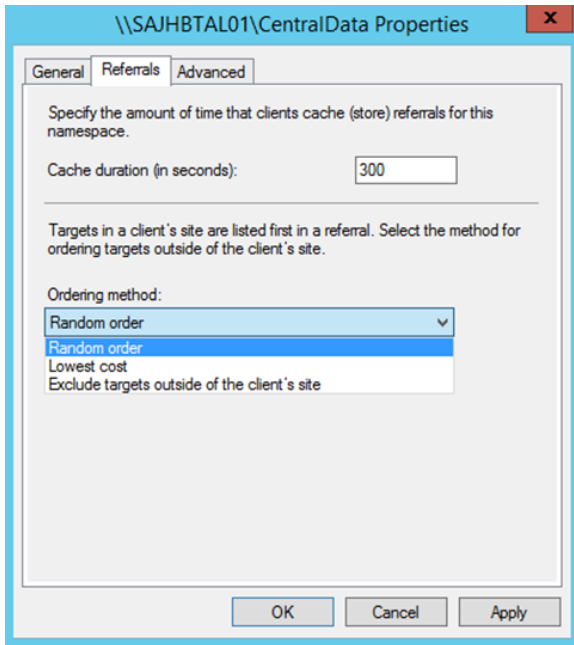 \\SAJHBTAL01\CentralData Properties
x
General Referrals Advanced
Specify the amount of time that clients cache (store) referrals for this
namespace.
Cache duration (in seconds): 300
Targets in a client's site are listed first in a referral. Select the method for
ordering targets outside of the client's site.
Ordering method:
Random order
Random order
Lowest cost
Exclude targets outside of the client's site
OK Cancel Apply